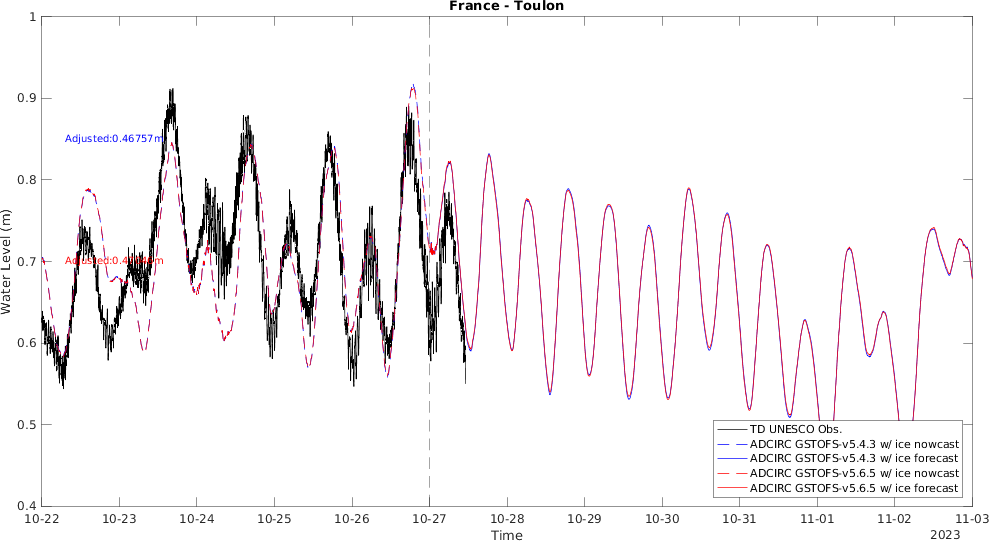 France - Toulon
1
0.9
0.8
0.7
0.6
0.5
0.4
Water Level (m)
Adjusted:0.46757m
10-22
10-23
10-24
10-25
10-26
10-27
10-28
10-29
10-30
10-31
11-01
11-02
11-03
Time
2023
TD UNESCO Obs.
ADCIRC GSTOFS-v5.4.3 w/ ice nowcast
ADCIRC GSTOFS-v5.4.3 w/ ice forecast
ADCIRC GSTOFS-v5.6.5 w/ ice nowcast
ADCIRC GSTOFS-v5.6.5 w/ ice forecast